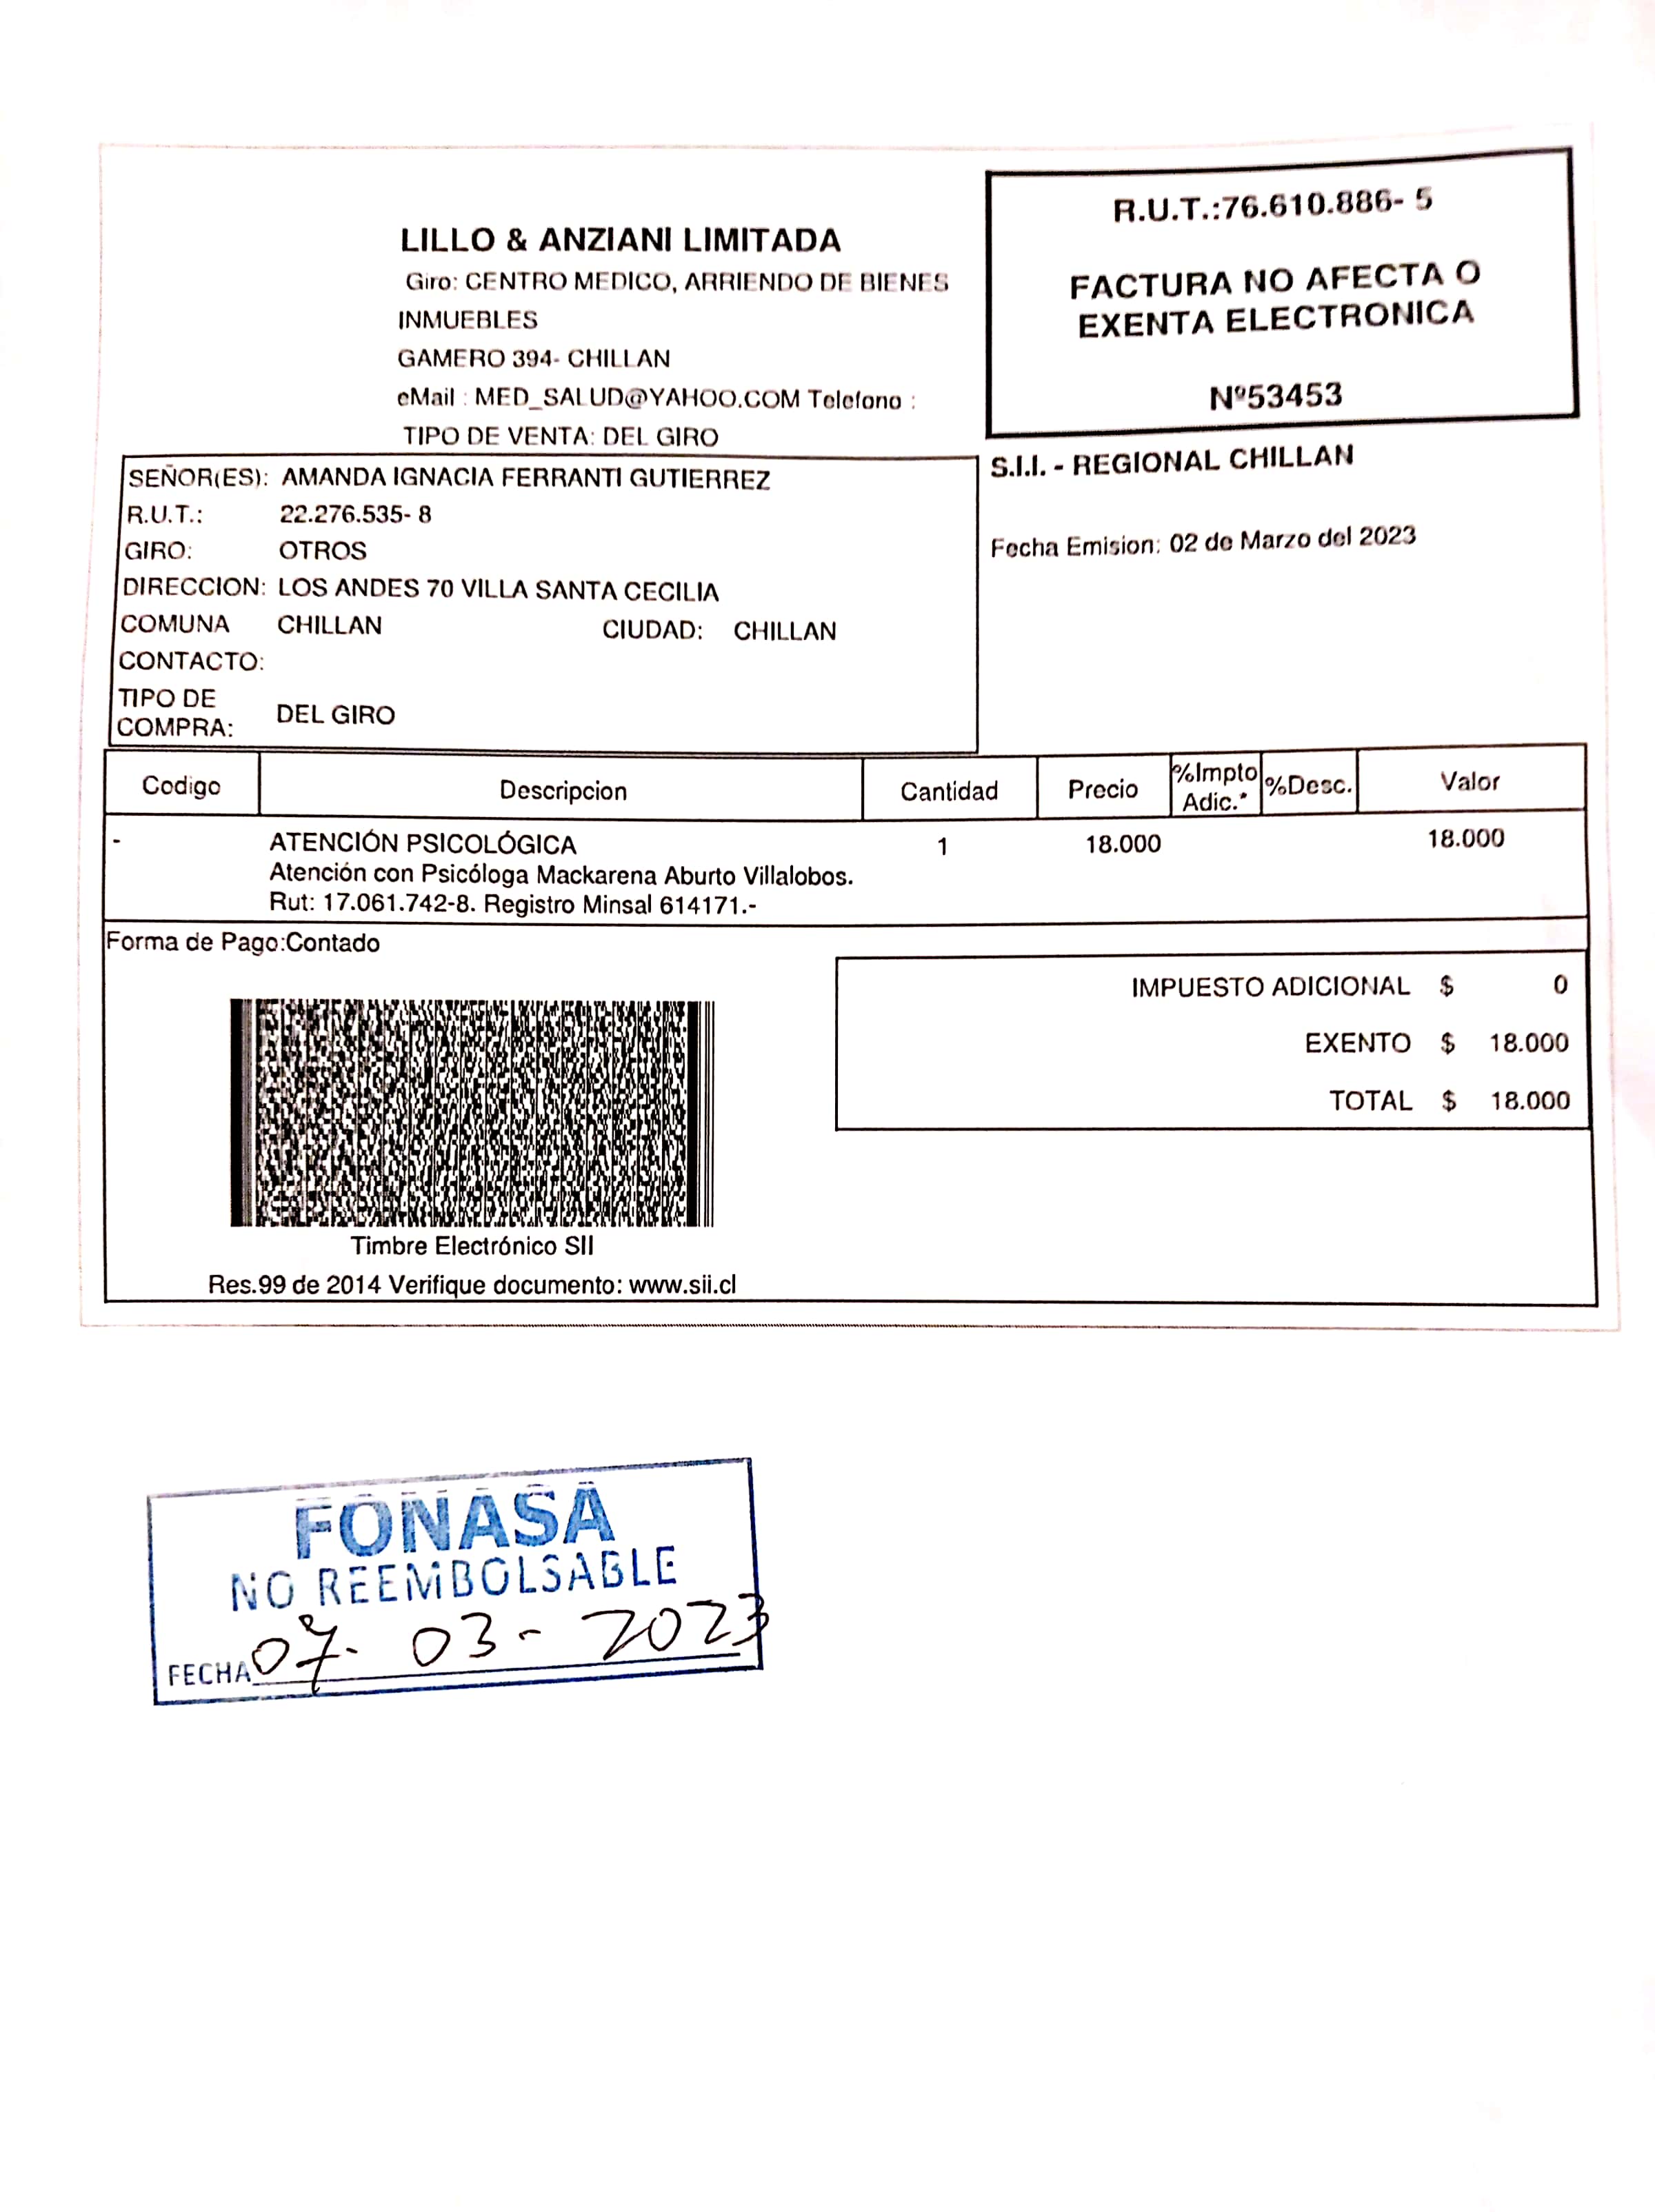 LILLO & ANZIANI LIMITADA
Giro: CENTRO MEDICO, ARRIENDO DE BIENES
INMUEBLES
GAMERO 394- CHILLAN
eMail : MED_SALUD@YAHOO.COM Telefono :
TIPO DE VENTA: DEL GIRO
R.U.T.:76.610.886- 5
FACTURA NO AFECTA O
EXENTA ELECTRONICA
Nº53453
S.I.I. - REGIONAL CHILLAN
Fecha Emision: 02 de Marzo del 2023
SEÑOR(ES): AMANDA IGNACIA FERRANTI GUTIERREZ
R.U.T.: 22.276.535- 8
GIRO: OTROS
DIRECCION: LOS ANDES 70 VILLA SANTA CECILIA
COMUNA CHILLAN CIUDAD: CHILLAN
CONTACTO:
TIPO DE
COMPRA: DEL GIRO
Codigo Descripcion Cantidad Precio %Impto Adic.* %Desc. Valor
- ATENCIÓN PSICOLÓGICA 1 18.000 18.000
Atención con Psicóloga Mackarena Aburto Villalobos.
Rut: 17.061.742-8. Registro Minsal 614171.-
Forma de Pago:Contado
IMPUESTO ADICIONAL $ 0
EXENTO $ 18.000
TOTAL $ 18.000
Timbre Electrónico SII
Res.99 de 2014 Verifique documento: www.sii.cl
FONASA
NO REEMBOLSABLE
FECHA 07- 03- 2023